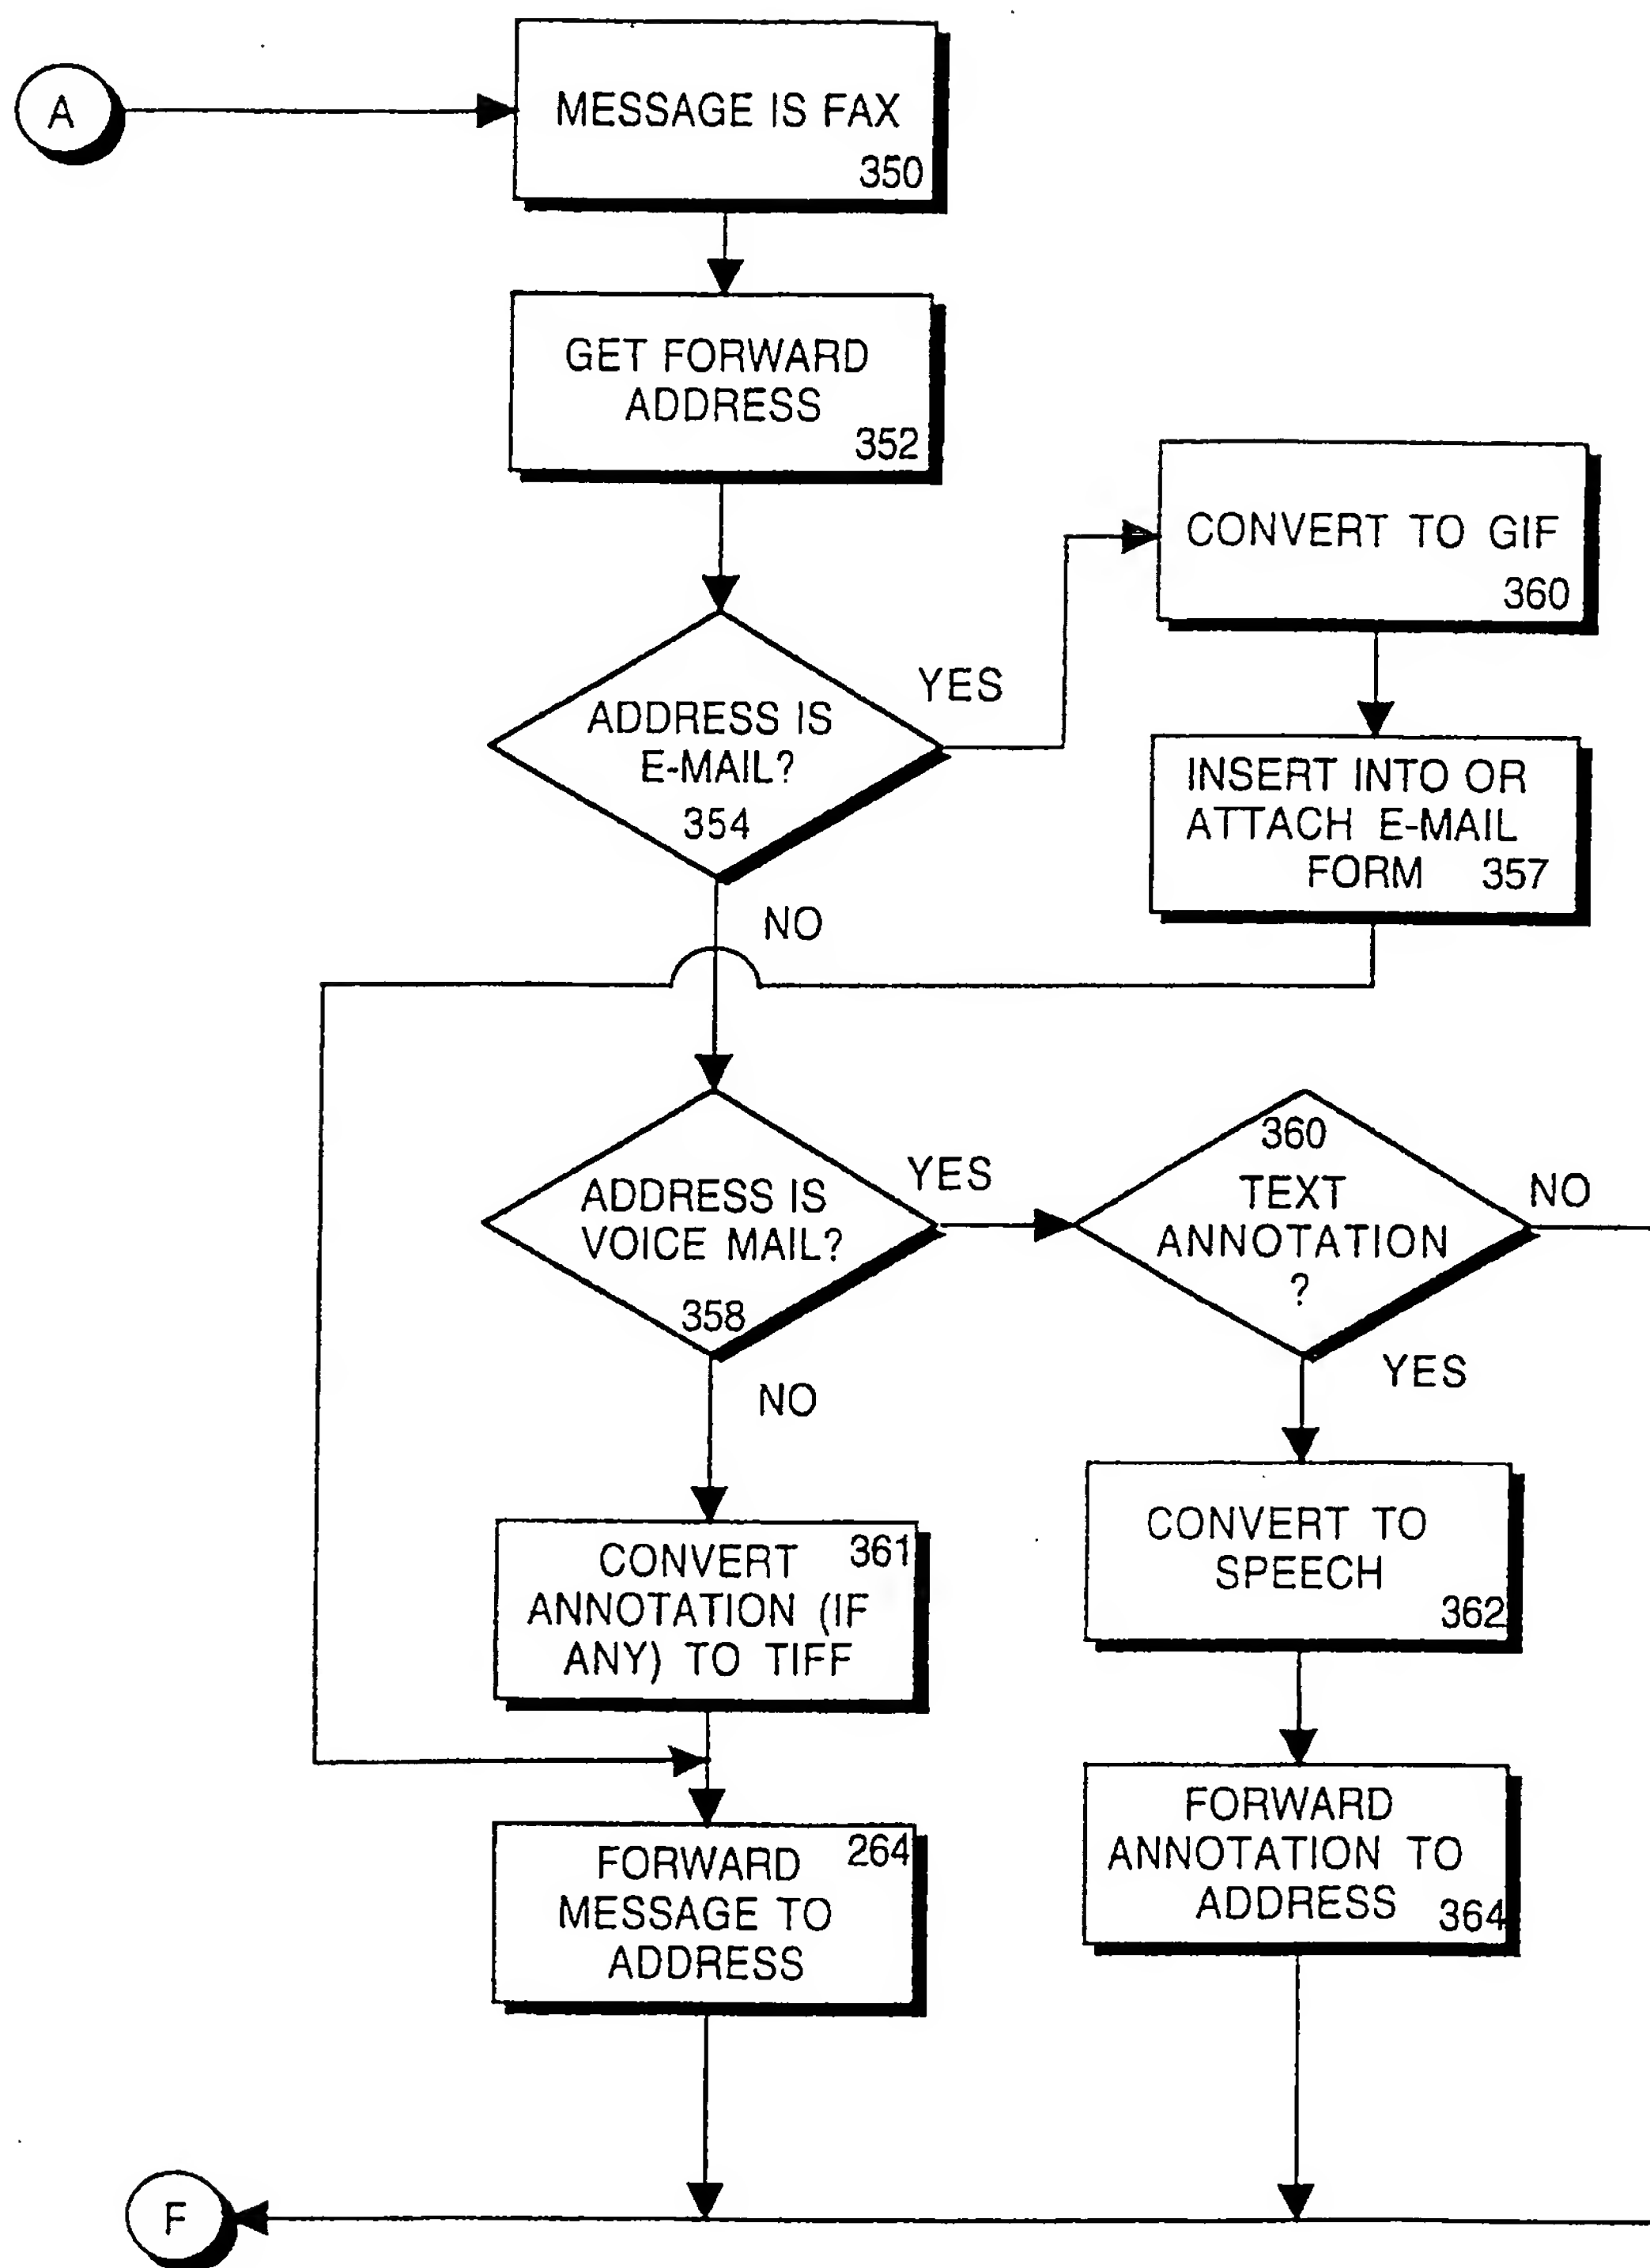 A
MESSAGE IS FAX
350
GET FORWARD
ADDRESS
352
CONVERT TO GIF
360
YES
ADDRESS IS
E-MAIL?
354
INSERT INTO OR
ATTACH E-MAIL
FORM 357
NO
ADDRESS IS
VOICE MAIL?
358
YES
360
TEXT
ANNOTATION
?
NO
YES
NO
361
CONVERT
ANNOTATION (IF
ANY) TO TIFF
CONVERT TO
SPEECH
362
264
FORWARD
MESSAGE TO
ADDRESS
FORWARD
ANNOTATION TO
ADDRESS 364
F